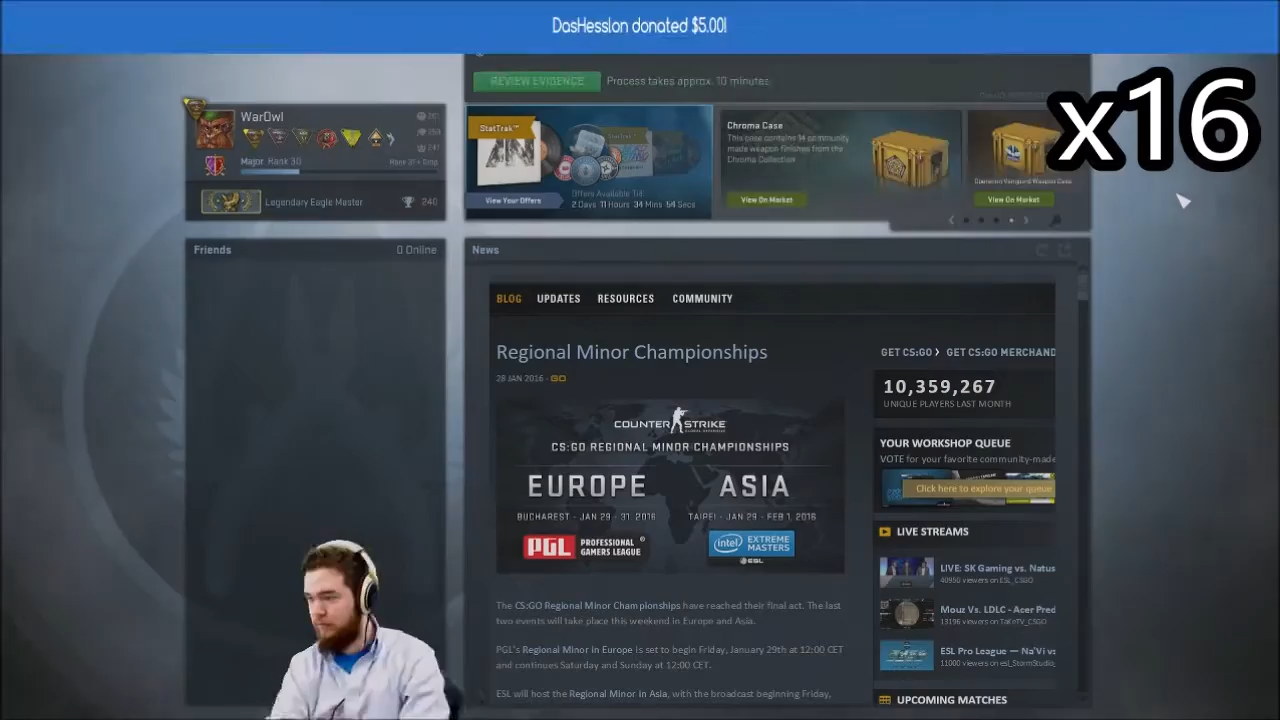 DasHession donated $5.00!
REVIEW EVIDENCE Process takes approx. 10 minutes
x16
WarOwl
Major Rank 30
Legendary Eagle Master 240
StatTrak™
Offers Available Till:
2 Days 11 Hours 34 Mins 54 Secs
View Your Offers
Chroma Case
This case contains 14 community
made weapon finishes from the
Chroma Collection
View On Market
View On Market
Friends 0 Online
News
BLOG UPDATES RESOURCES COMMUNITY
Regional Minor Championships
28 JAN 2016 - GO
COUNTER STRIKE
CS:GO REGIONAL MINOR CHAMPIONSHIPS
EUROPE ASIA
BUCHAREST - JAN 29 - 31, 2016 TAIPEI - JAN 29 - FEB 1, 2016
PGL PROFESSIONAL GAMERS LEAGUE
intel EXTREME MASTERS
ESL
The CS:GO Regional Minor Championships have reached their final act. The last
two events will take place this weekend in Europe and Asia.
PGL's Regional Minor in Europe is set to begin Friday, January 29th at 12:00 CET
and continues Saturday and Sunday at 12:00 CET.
ESL will host the Regional Minor in Asia, with the broadcast beginning Friday,
GET CS:GO GET CS:GO MERCHAND
10,359,267
UNIQUE PLAYERS LAST MONTH
YOUR WORKSHOP QUEUE
VOTE for your favorite community-made
Click here to explore your queue
LIVE STREAMS
LIVE: SK Gaming vs. Natus
40950 viewers on ESL_CSGO
Mouz Vs. LDLC - Acer Pred
13196 viewers on TaKeTV_CSGO
ESL Pro League — Na'Vi vs
11000 viewers on esl_StormStudio_
UPCOMING MATCHES